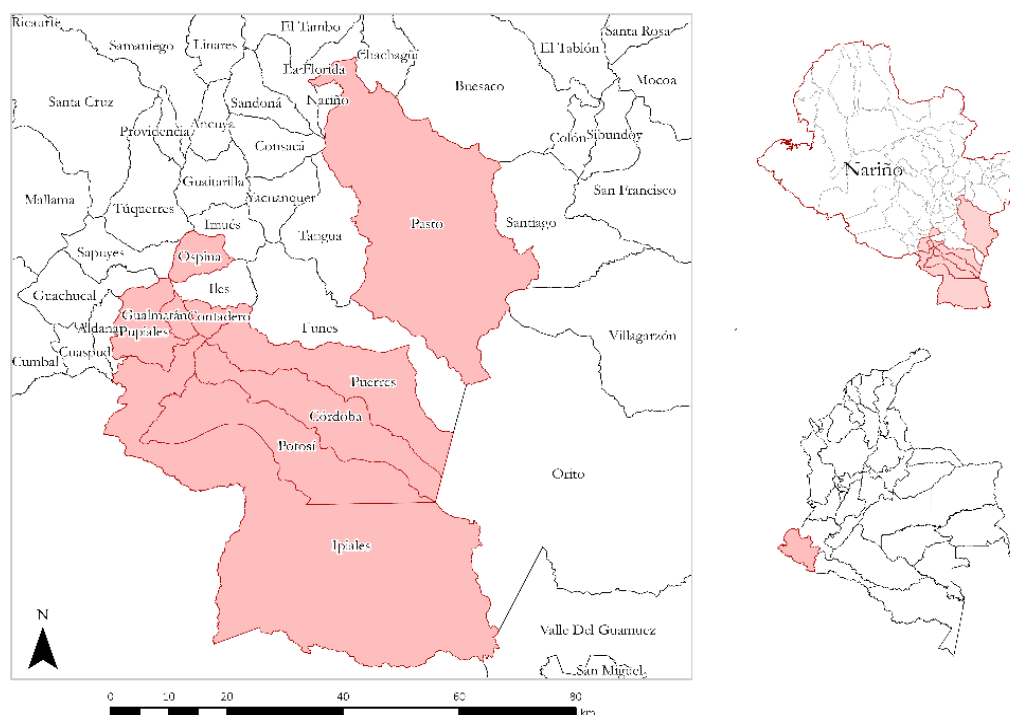 Ricaurte
El Tambo
Santa Rosa
Samaniego
Linares
Chachagüí
El Tablón
La Florida
Mocoa
Buesaco
Santa Cruz
Sandoná
Nariño
Providencia
Ancuya
Colón
Sibundoy
Consacá
Guaitarilla
San Francisco
Mallama
Yacuanquer
Túquerres
Imués
Pasto
Santiago
Tangua
Sapuyes
Ospina
Iles
Guachucal
Gualmatán
Contadero
Aldana
Pupiales
Funes
Villagarzón
Cumbal
Cuaspud
Puerres
Córdoba
Potosí
Orito
Ipiales
N
Valle Del Guamuez
San Miguel
0 10 20 40 60 80
km
Nariño